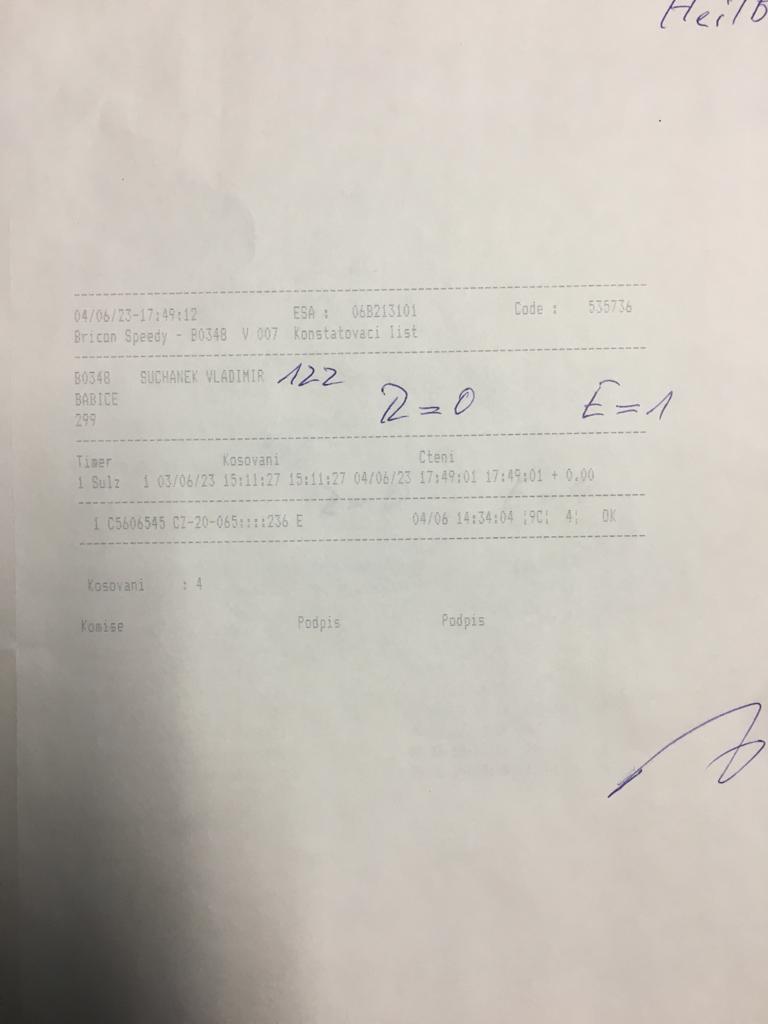 Heilb
04/06/23-17:49:12 ESA : 06B213101 Code : 535736
Bricon Speedy - B0348 V 007 Konstatovaci list
B0348 SUCHANEK VLADIMIR 122
BABICE R=0 E=1
299
Timer Kosovani Cteni
1 Sulz 1 03/06/23 15:11:27 15:11:27 04/06/23 17:49:01 17:49:01 + 0.00
1 C5606545 CZ-20-065::::236 E 04/06 14:34:04 ¦9C¦ 4¦ OK
Kosovani : 4
Komise Podpis Podpis